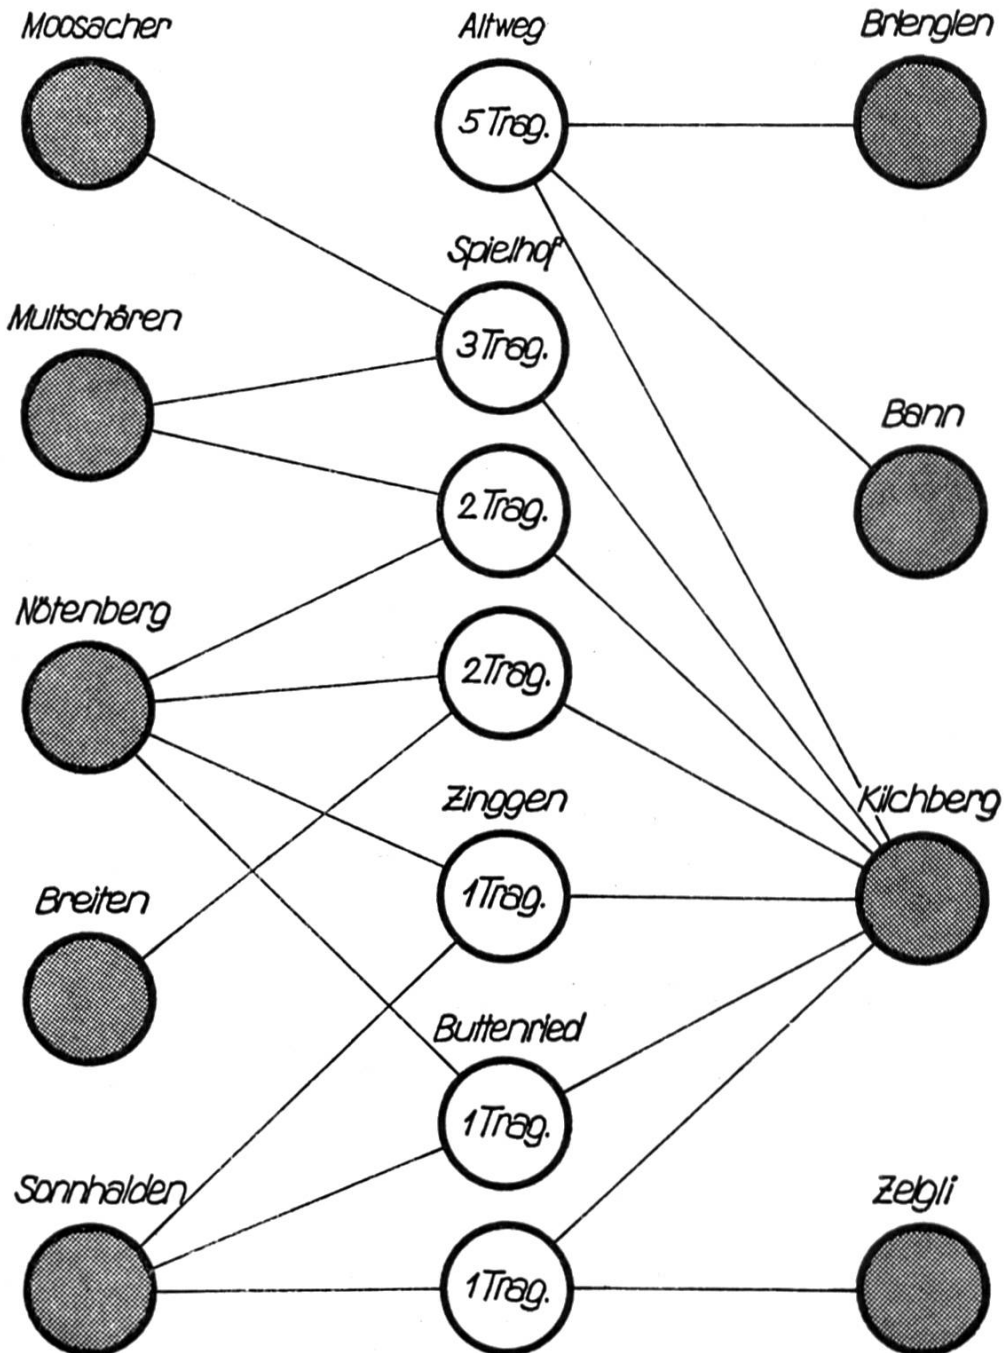 Moosacher
Altweg
Brlenglen
5 Trag.
Spielhof
Multschären
3 Trag.
Bann
2 Trag.
Nötenberg
2 Trag.
Zinggen
Kilchberg
Breiten
1 Trag.
Buttenried
1 Trag.
Sonnhalden
Zelgli
1 Trag.